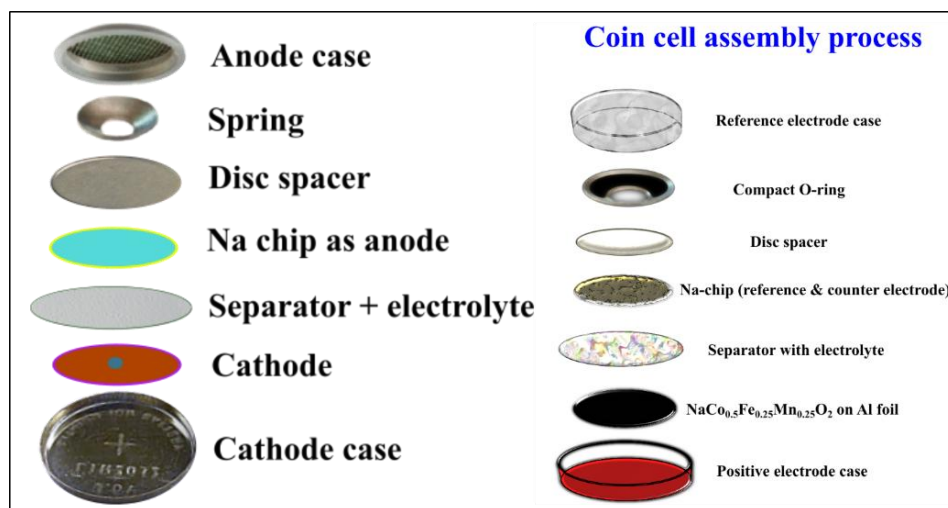 Anode case
Spring
Disc spacer
Na chip as anode
Separator + electrolyte
Cathode
Cathode case
Coin cell assembly process
Reference electrode case
Compact O-ring
Disc spacer
Na-chip (reference & counter electrode)
Separator with electrolyte
NaCo₀.₅Fe₀.₂₅Mn₀.₂₅O₂ on Al foil
Positive electrode case